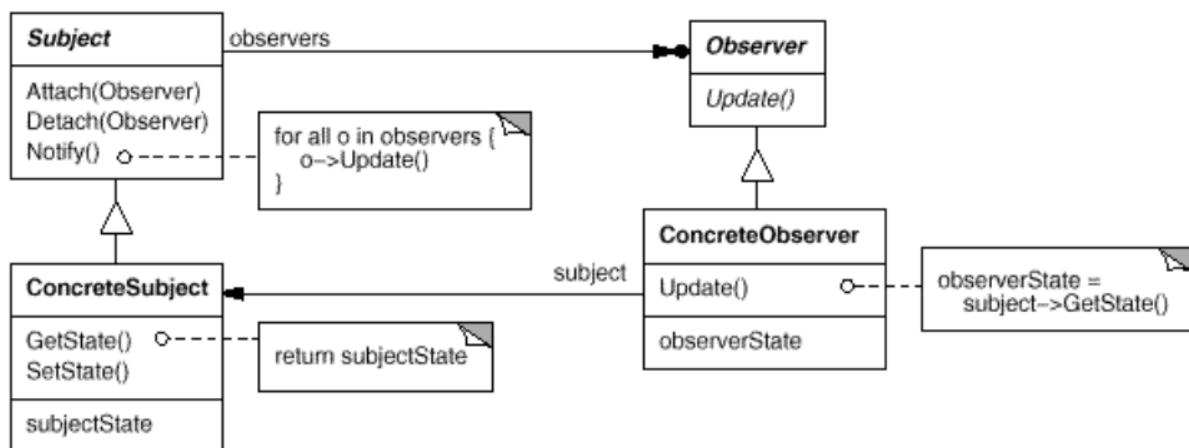 Subject
Attach(Observer)
Detach(Observer)
Notify()
for all o in observers {
o->Update()
}
observers
Observer
Update()
ConcreteSubject
GetState()
SetState()
subjectState
return subjectState
subject
ConcreteObserver
Update()
observerState
observerState =
subject->GetState()